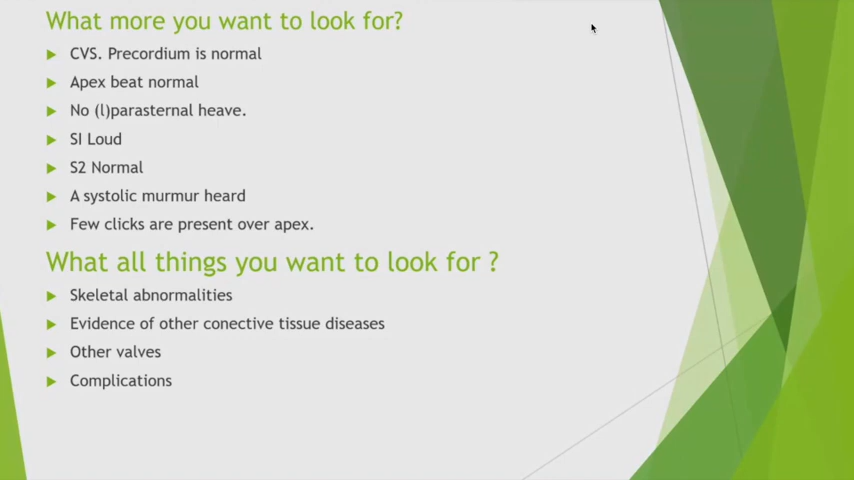 What more you want to look for?
CVS. Precordium is normal
Apex beat normal
No (l)parasternal heave.
SI Loud
S2 Normal
A systolic murmur heard
Few clicks are present over apex.
What all things you want to look for ?
Skeletal abnormalities
Evidence of other conective tissue diseases
Other valves
Complications